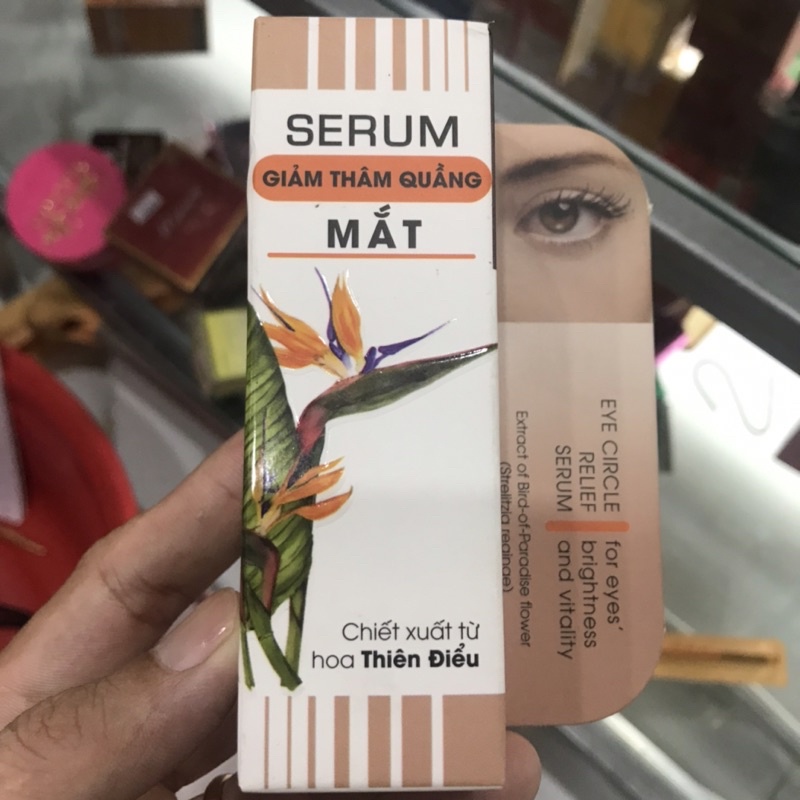 SERUM
GIẢM THÂM QUẦNG
MẮT
Chiết xuất từ
hoa Thiên Điểu
EYE CIRCLE
RELIEF
SERUM
for eyes'
brightness
and vitality
Extract of Bird-of-Paradise flower
(Strelitzia reginae)